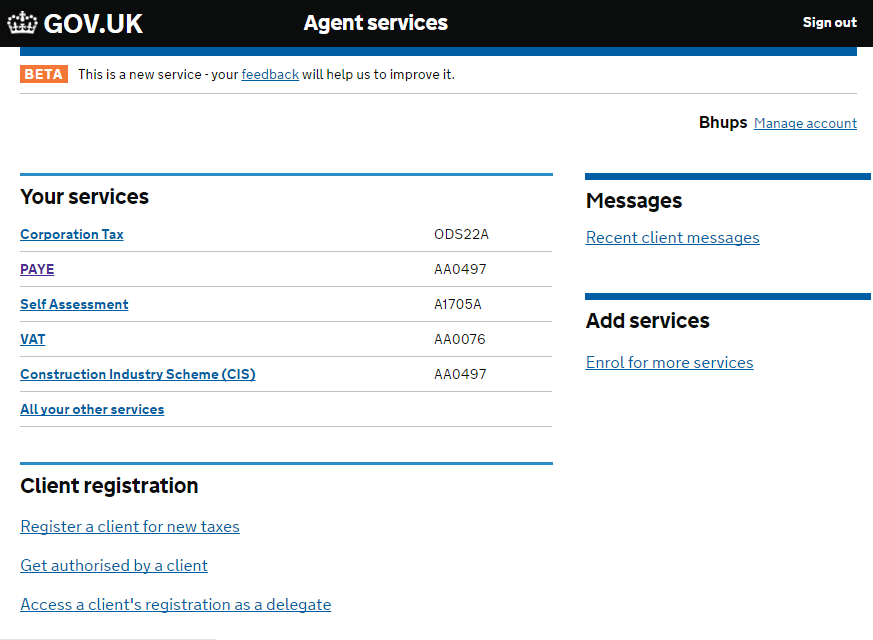 GOV.UK Agent services Sign out
BETA This is a new service - your feedback will help us to improve it.
Bhups Manage account
Your services
Corporation Tax ODS22A
PAYE AA0497
Self Assessment A1705A
VAT AA0076
Construction Industry Scheme (CIS) AA0497
All your other services
Messages
Recent client messages
Add services
Enrol for more services
Client registration
Register a client for new taxes
Get authorised by a client
Access a client's registration as a delegate